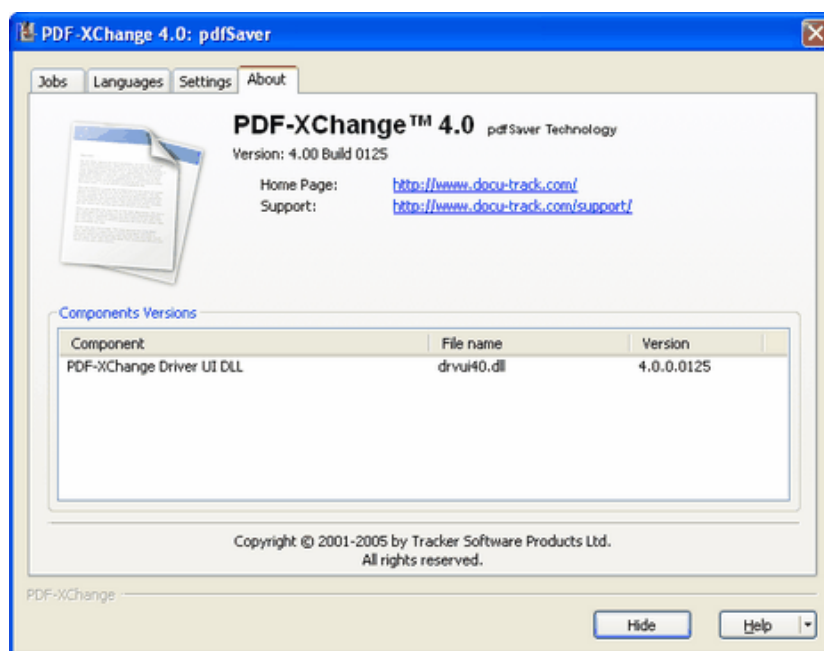 PDF-XChange 4.0: pdfSaver
Jobs Languages Settings About
PDF-XChange™ 4.0 pdfSaver Technology
Version: 4.00 Build 0125
Home Page: http://www.docu-track.com/
Support: http://www.docu-track.com/support/
Components Versions
Component File name Version
PDF-XChange Driver UI DLL drvui40.dll 4.0.0.0125
Copyright © 2001-2005 by Tracker Software Products Ltd.
All rights reserved.
PDF-XChange
Hide Help